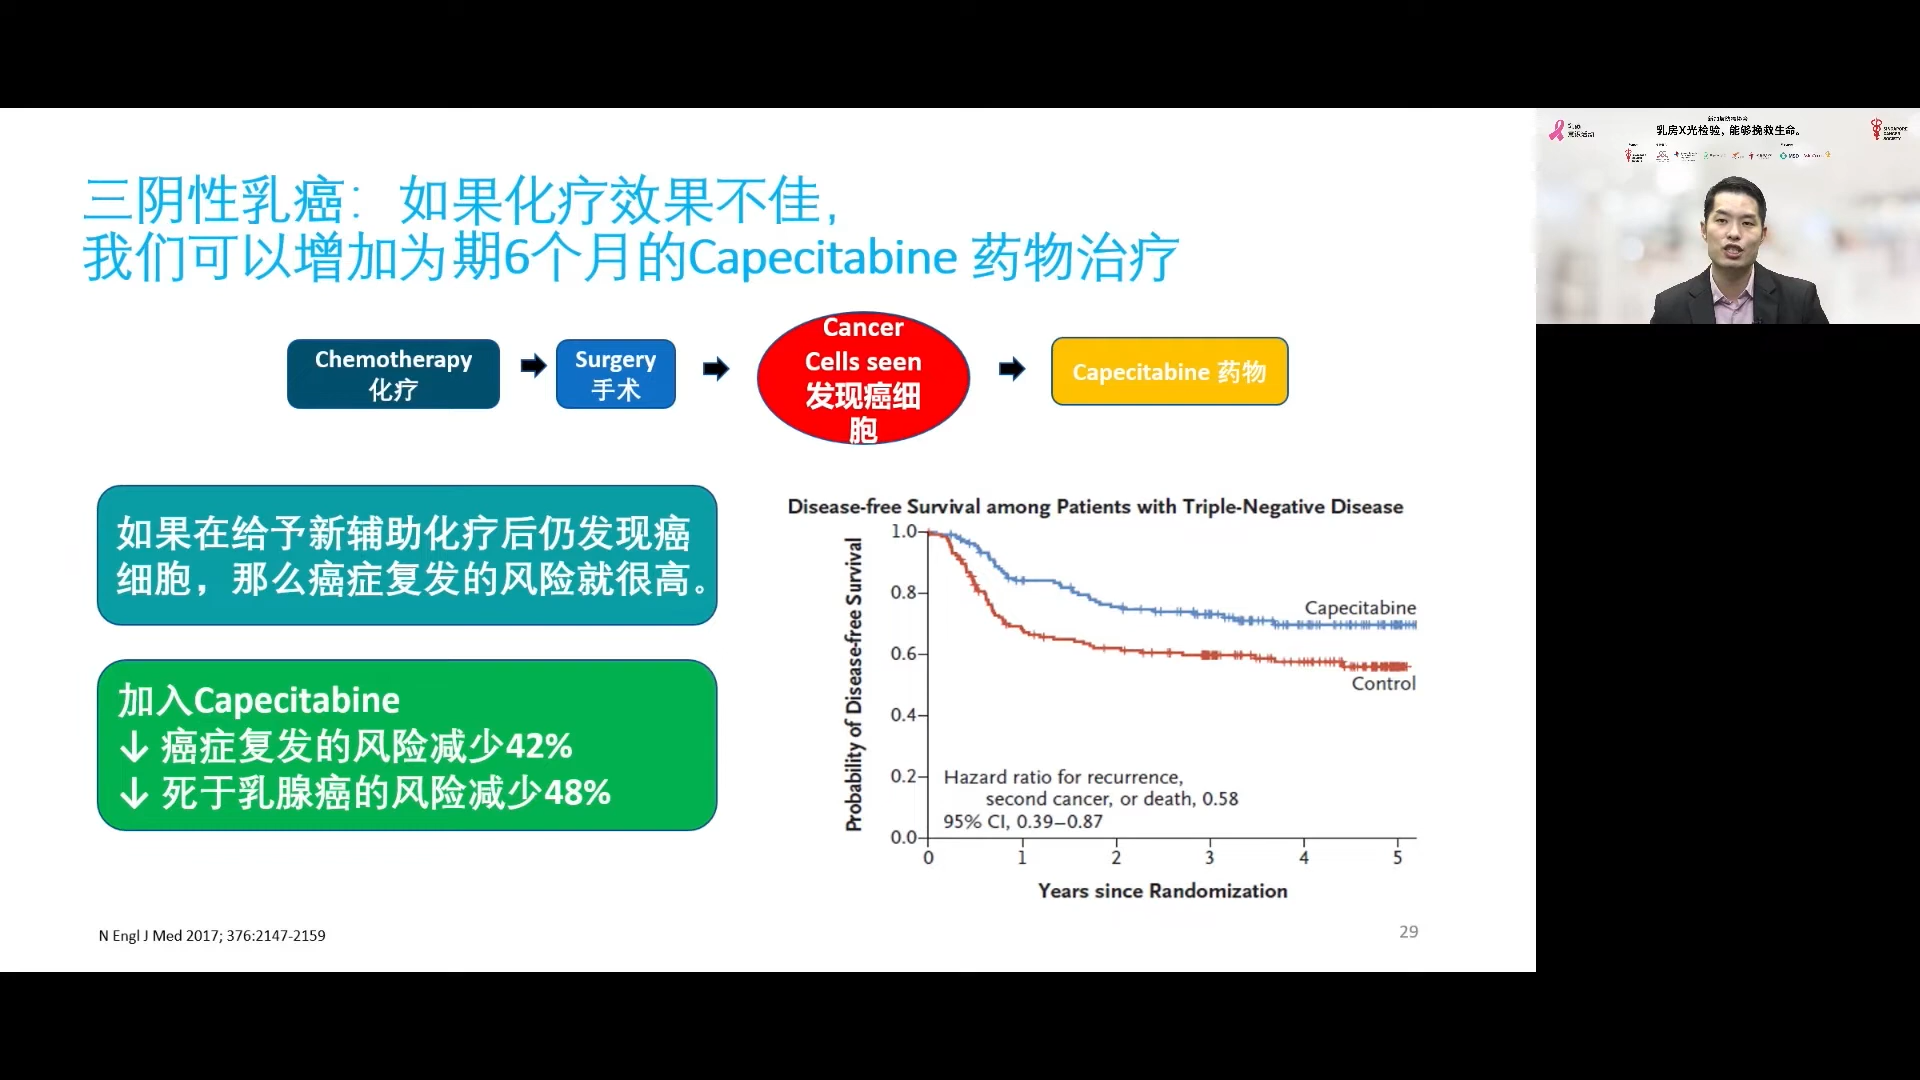 三阴性乳癌：如果化疗效果不佳，
我们可以增加为期6个月的Capecitabine 药物治疗
Chemotherapy
化疗
Surgery
手术
Cancer
Cells seen
发现癌细
胞
Capecitabine 药物
如果在给予新辅助化疗后仍发现癌
细胞，那么癌症复发的风险就很高。
加入Capecitabine
↓ 癌症复发的风险减少42%
↓ 死于乳腺癌的风险减少48%
Disease-free Survival among Patients with Triple-Negative Disease
Probability of Disease-free Survival
1.0
0.8
0.6
0.4
0.2
0.0
Capecitabine
Control
Hazard ratio for recurrence,
second cancer, or death, 0.58
95% CI, 0.39–0.87
0 1 2 3 4 5
Years since Randomization
N Engl J Med 2017; 376:2147-2159
29
乳房X光检验，能够挽救生命。
SINGAPORE
CANCER
SOCIETY
MSD